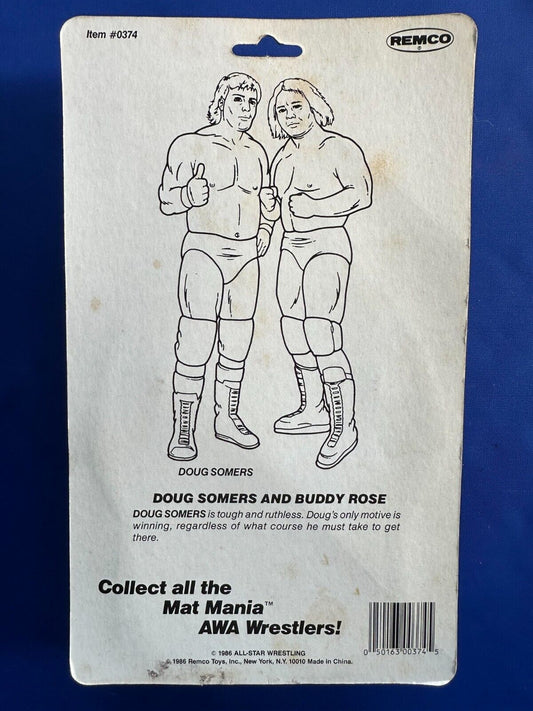 Item #0374
REMCO
®
DOUG SOMERS
DOUG SOMERS AND BUDDY ROSE
DOUG SOMERS is tough and ruthless. Doug's only motive is
winning, regardless of what course he must take to get
there.
Collect all the
Mat Mania™
AWA Wrestlers!
© 1986 ALL-STAR WRESTLING
© 1986 Remco Toys, Inc., New York, N.Y. 10010 Made in China.
0 50163 00374 5